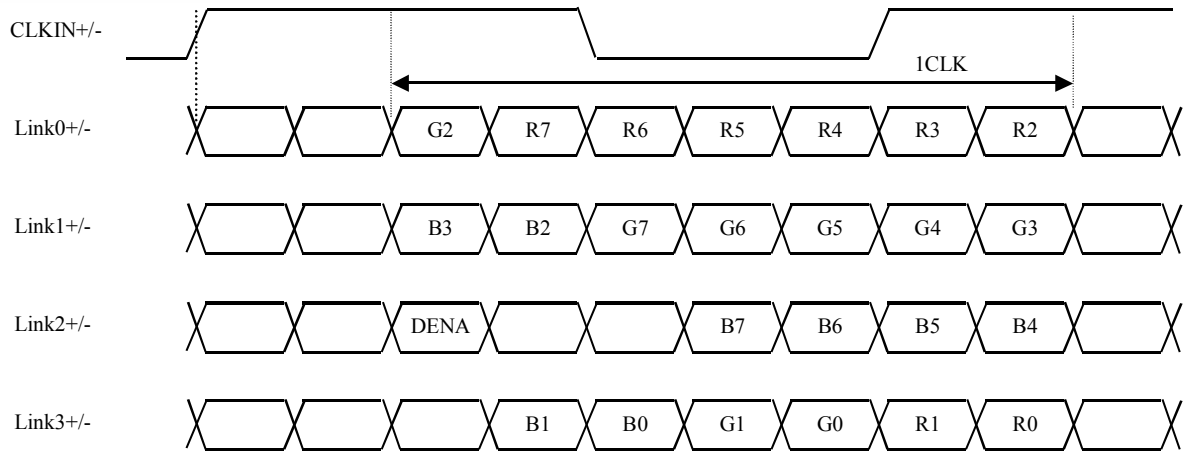 CLKIN+/-
1CLK
Link0+/- G2 R7 R6 R5 R4 R3 R2
Link1+/- B3 B2 G7 G6 G5 G4 G3
Link2+/- DENA B7 B6 B5 B4
Link3+/- B1 B0 G1 G0 R1 R0